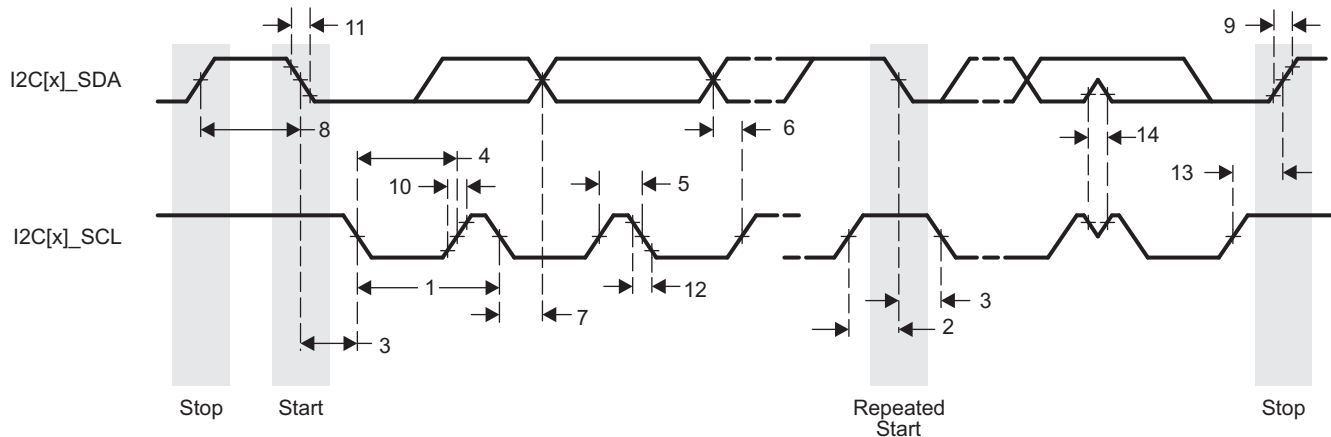 11
9
I2C[x]_SDA
8
6
4
14
10
5
13
I2C[x]_SCL
1
12
3
7
2
3
Stop
Start
Repeated
Start
Stop